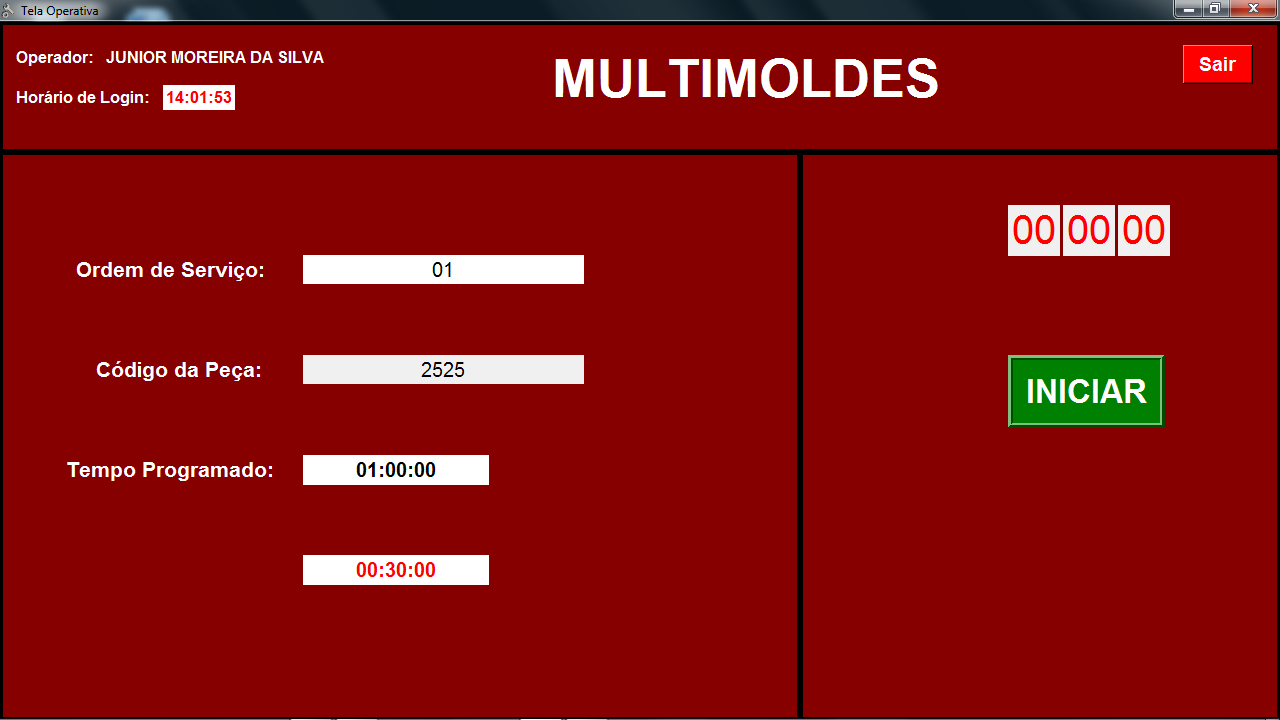 Tela Operativa
Operador: JUNIOR MOREIRA DA SILVA
Horário de Login: 14:01:53
MULTIMOLDES
Sair
Ordem de Serviço: 01
Código da Peça: 2525
Tempo Programado: 01:00:00
00:30:00
00 00 00
INICIAR